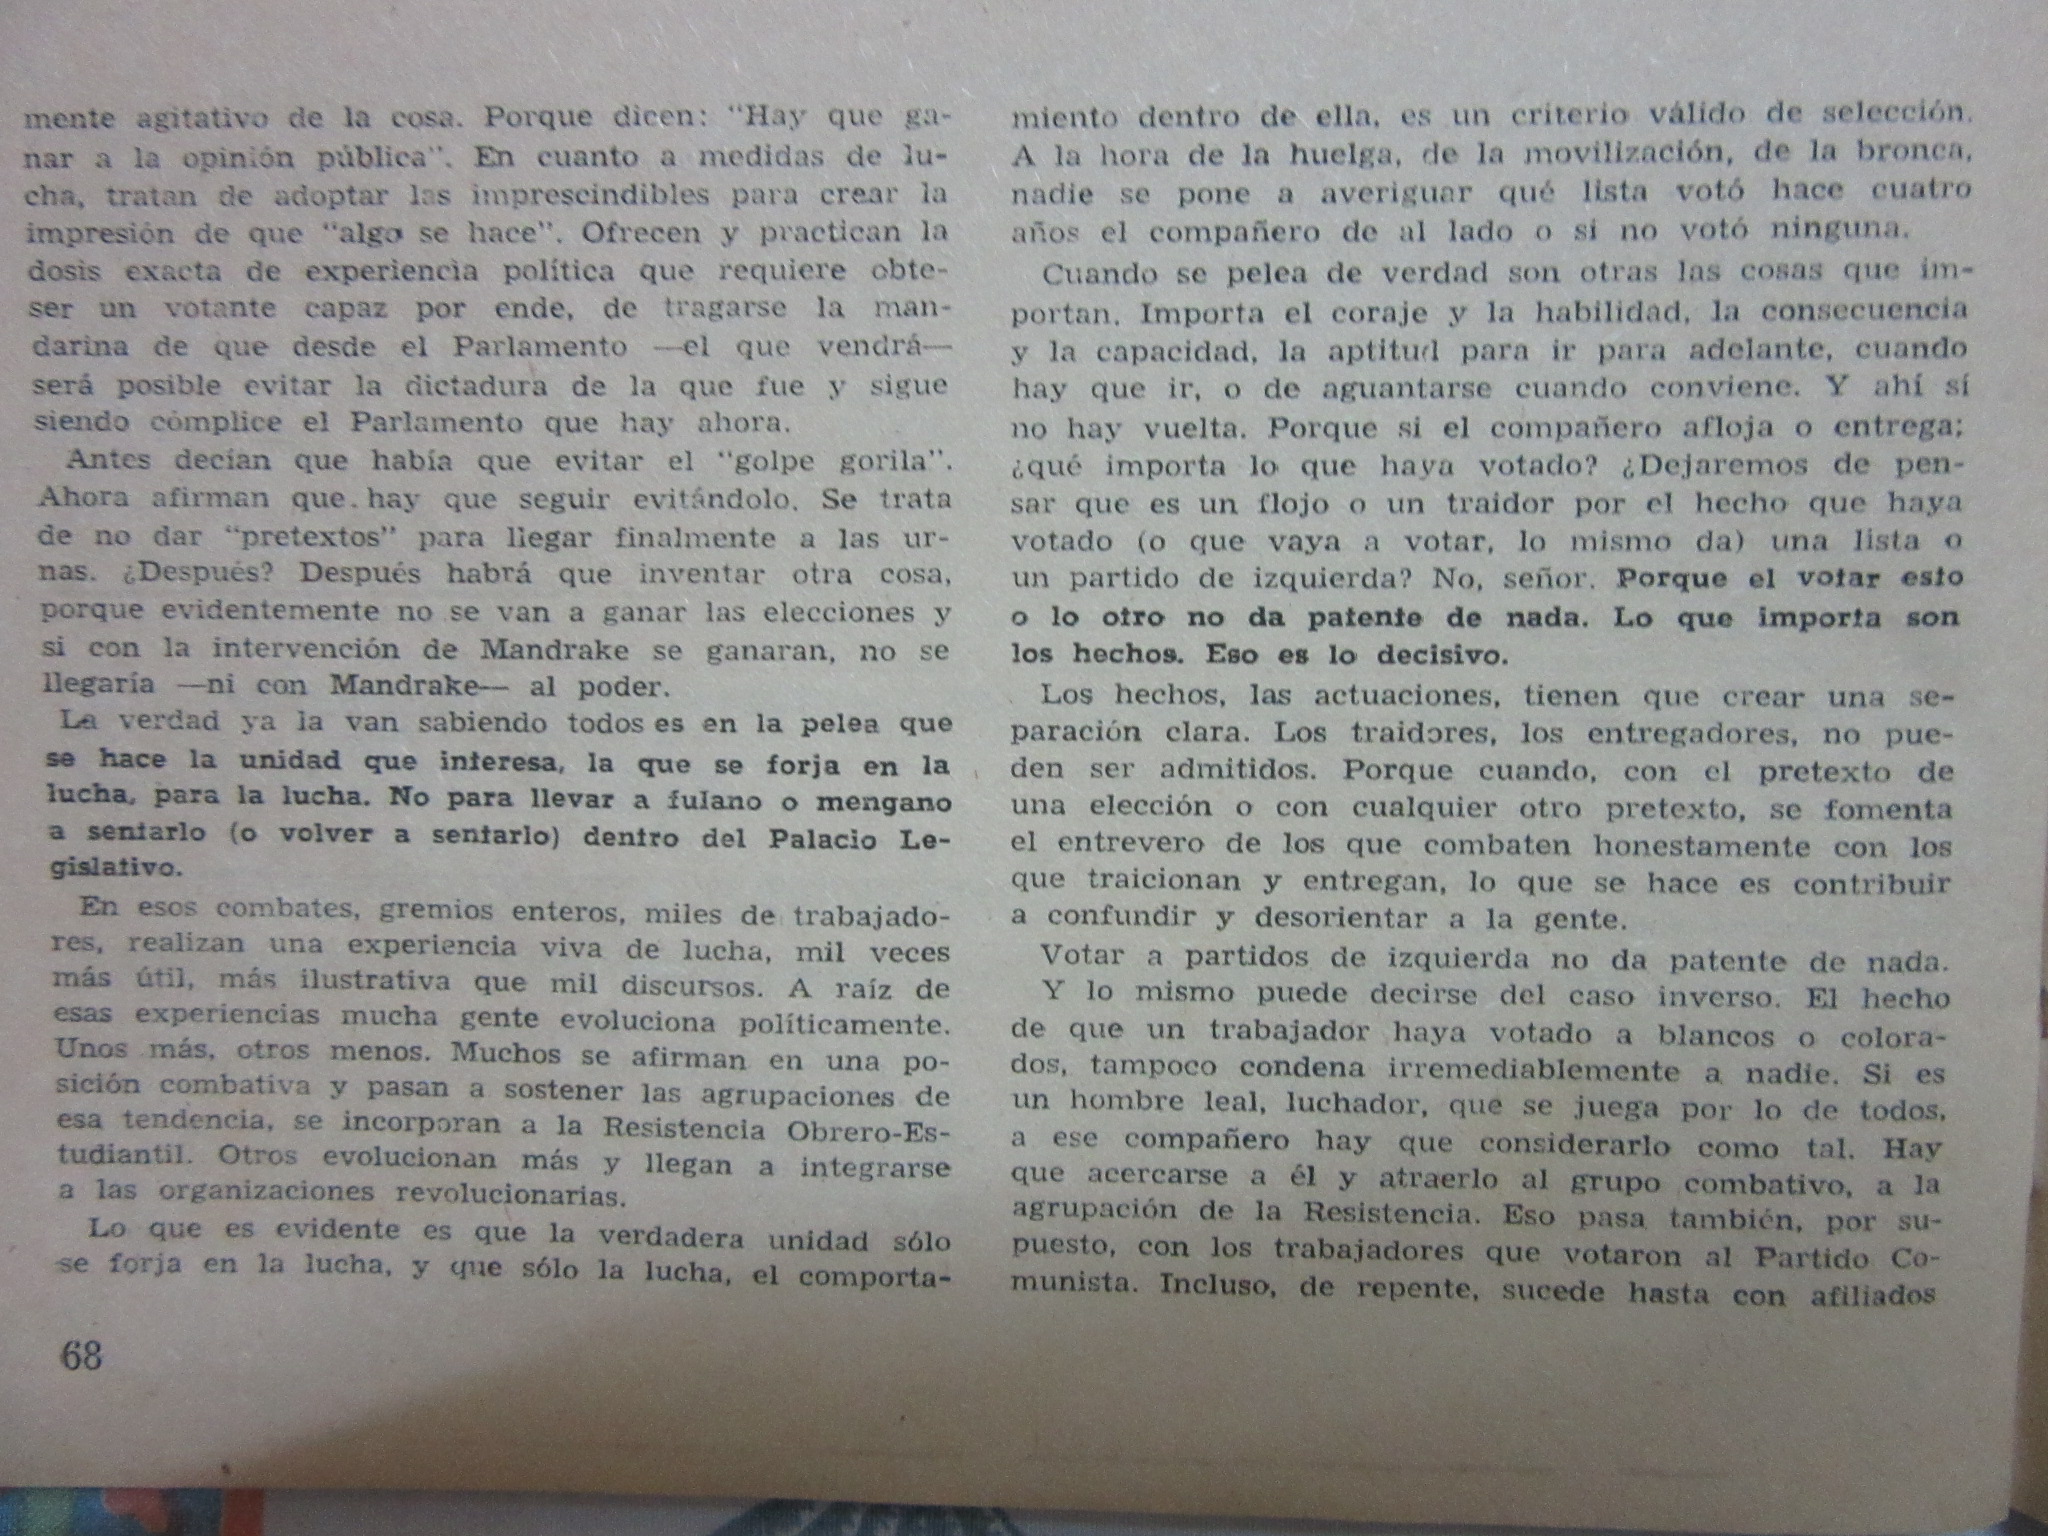 mente agitativo de la cosa. Porque dicen: "Hay que ga-
nar a la opinión pública". En cuanto a medidas de lu-
cha, tratan de adoptar las imprescindibles para crear la
impresión de que "algo se hace". Ofrecen y practican la
dosis exacta de experiencia política que requiere obte-
ser un votante capaz por ende, de tragarse la man-
darina de que desde el Parlamento —el que vendrá—
será posible evitar la dictadura de la que fue y sigue
siendo cómplice el Parlamento que hay ahora.
Antes decían que había que evitar el "golpe gorila".
Ahora afirman que hay que seguir evitándolo. Se trata
de no dar "pretextos" para llegar finalmente a las ur-
nas. ¿Después? Después habrá que inventar otra cosa,
porque evidentemente no se van a ganar las elecciones y
si con la intervención de Mandrake se ganaran, no se
llegaría —ni con Mandrake— al poder.
La verdad ya la van sabiendo todos es en la pelea que
se hace la unidad que interesa, la que se forja en la
lucha, para la lucha. No para llevar a fulano o mengano
a sentarlo (o volver a sentarlo) dentro del Palacio Le-
gislativo.
En esos combates, gremios enteros, miles de trabajado-
res, realizan una experiencia viva de lucha, mil veces
más útil, más ilustrativa que mil discursos. A raíz de
esas experiencias mucha gente evoluciona políticamente.
Unos más, otros menos. Muchos se afirman en una po-
sición combativa y pasan a sostener las agrupaciones de
esa tendencia, se incorporan a la Resistencia Obrero-Es-
tudiantil. Otros evolucionan más y llegan a integrarse
a las organizaciones revolucionarias.
Lo que es evidente es que la verdadera unidad sólo
se forja en la lucha, y que sólo la lucha, el comporta-
68
miento dentro de ella, es un criterio válido de selección.
A la hora de la huelga, de la movilización, de la bronca,
nadie se pone a averiguar qué lista votó hace cuatro
años el compañero de al lado o si no votó ninguna.
Cuando se pelea de verdad son otras las cosas que im-
portan. Importa el coraje y la habilidad, la consecuencia
y la capacidad, la aptitud para ir para adelante, cuando
hay que ir, o de aguantarse cuando conviene. Y ahí sí
no hay vuelta. Porque si el compañero afloja o entrega;
¿qué importa lo que haya votado? ¿Dejaremos de pen-
sar que es un flojo o un traidor por el hecho que haya
votado (o que vaya a votar, lo mismo da) una lista o
un partido de izquierda? No, señor. Porque el votar esto
o lo otro no da patente de nada. Lo que importa son
los hechos. Eso es lo decisivo.
Los hechos, las actuaciones, tienen que crear una se-
paración clara. Los traidores, los entregadores, no pue-
den ser admitidos. Porque cuando, con el pretexto de
una elección o con cualquier otro pretexto, se fomenta
el entrevero de los que combaten honestamente con los
que traicionan y entregan, lo que se hace es contribuir
a confundir y desorientar a la gente.
Votar a partidos de izquierda no da patente de nada.
Y lo mismo puede decirse del caso inverso. El hecho
de que un trabajador haya votado a blancos o colora-
dos, tampoco condena irremediablemente a nadie. Si es
un hombre leal, luchador, que se juega por lo de todos,
a ese compañero hay que considerarlo como tal. Hay
que acercarse a él y atraerlo al grupo combativo, a la
agrupación de la Resistencia. Eso pasa también, por su-
puesto, con los trabajadores que votaron al Partido Co-
munista. Incluso, de repente, sucede hasta con afiliados